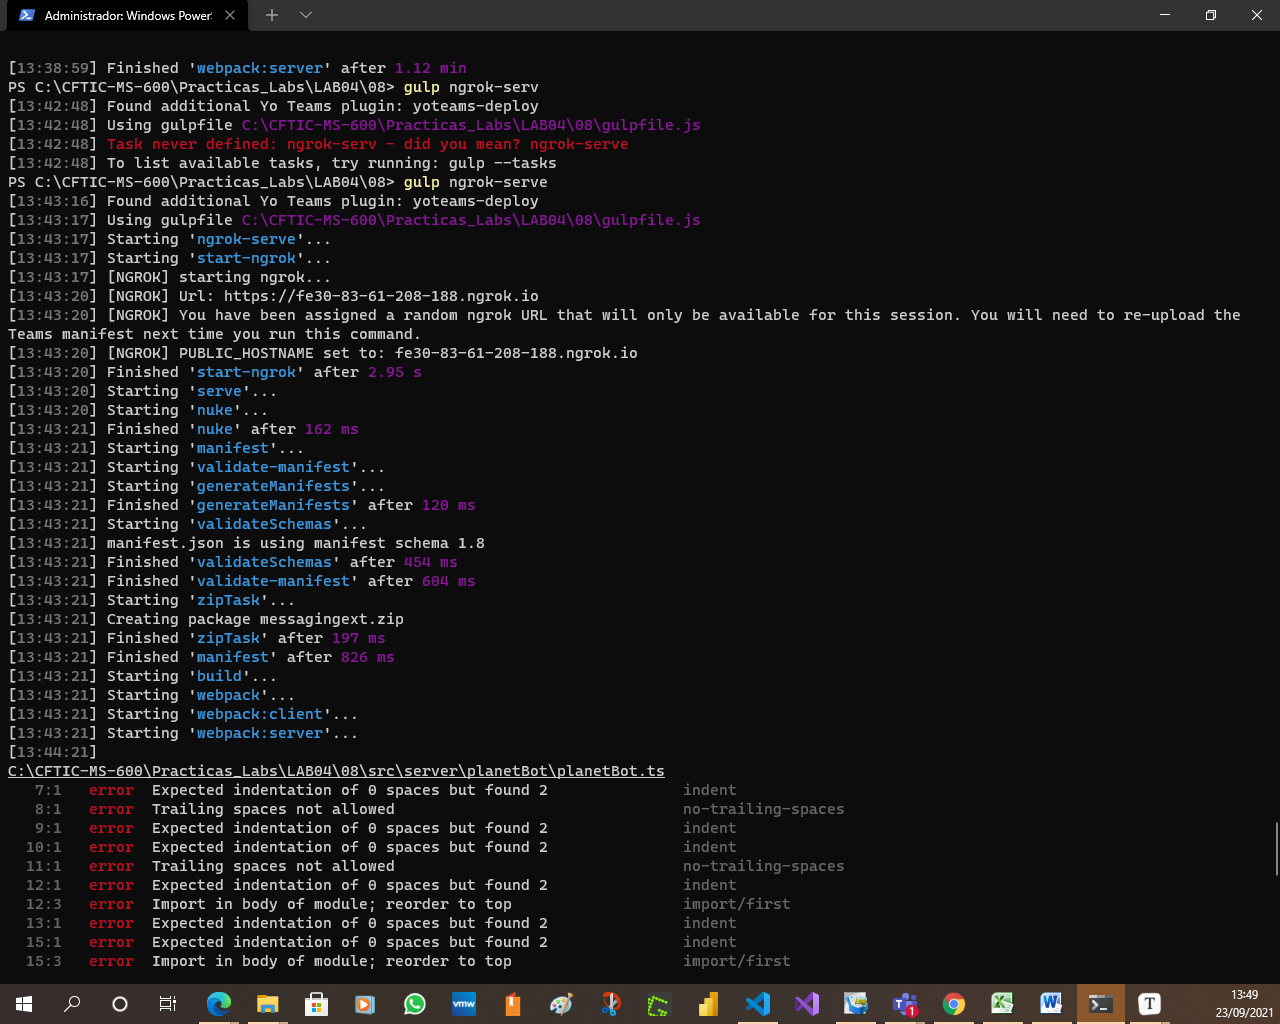 Administrador: Windows PowerS
[13:38:59] Finished 'webpack:server' after 1.12 min
PS C:\CFTIC-MS-600\Practicas_Labs\LAB04\08> gulp ngrok-serv
[13:42:48] Found additional Yo Teams plugin: yoteams-deploy
[13:42:48] Using gulpfile C:\CFTIC-MS-600\Practicas_Labs\LAB04\08\gulpfile.js
[13:42:48] Task never defined: ngrok-serv - did you mean? ngrok-serve
[13:42:48] To list available tasks, try running: gulp --tasks
PS C:\CFTIC-MS-600\Practicas_Labs\LAB04\08> gulp ngrok-serve
[13:43:16] Found additional Yo Teams plugin: yoteams-deploy
[13:43:17] Using gulpfile C:\CFTIC-MS-600\Practicas_Labs\LAB04\08\gulpfile.js
[13:43:17] Starting 'ngrok-serve'...
[13:43:17] Starting 'start-ngrok'...
[13:43:17] [NGROK] starting ngrok...
[13:43:20] [NGROK] Url: https://fe30-83-61-208-188.ngrok.io
[13:43:20] [NGROK] You have been assigned a random ngrok URL that will only be available for this session. You will need to re-upload the
Teams manifest next time you run this command.
[13:43:20] [NGROK] PUBLIC_HOSTNAME set to: fe30-83-61-208-188.ngrok.io
[13:43:20] Finished 'start-ngrok' after 2.95 s
[13:43:20] Starting 'serve'...
[13:43:20] Starting 'nuke'...
[13:43:21] Finished 'nuke' after 162 ms
[13:43:21] Starting 'manifest'...
[13:43:21] Starting 'validate-manifest'...
[13:43:21] Starting 'generateManifests'...
[13:43:21] Finished 'generateManifests' after 120 ms
[13:43:21] Starting 'validateSchemas'...
[13:43:21] manifest.json is using manifest schema 1.8
[13:43:21] Finished 'validateSchemas' after 454 ms
[13:43:21] Finished 'validate-manifest' after 604 ms
[13:43:21] Starting 'zipTask'...
[13:43:21] Creating package messagingext.zip
[13:43:21] Finished 'zipTask' after 197 ms
[13:43:21] Finished 'manifest' after 826 ms
[13:43:21] Starting 'build'...
[13:43:21] Starting 'webpack'...
[13:43:21] Starting 'webpack:client'...
[13:43:21] Starting 'webpack:server'...
[13:44:21]
C:\CFTIC-MS-600\Practicas_Labs\LAB04\08\src\server\planetBot\planetBot.ts
7:1 error Expected indentation of 0 spaces but found 2 indent
8:1 error Trailing spaces not allowed no-trailing-spaces
9:1 error Expected indentation of 0 spaces but found 2 indent
10:1 error Expected indentation of 0 spaces but found 2 indent
11:1 error Trailing spaces not allowed no-trailing-spaces
12:1 error Expected indentation of 0 spaces but found 2 indent
12:3 error Import in body of module; reorder to top import/first
13:1 error Expected indentation of 0 spaces but found 2 indent
15:1 error Expected indentation of 0 spaces but found 2 indent
15:3 error Import in body of module; reorder to top import/first
vmw
1
T
13:49
23/09/2021